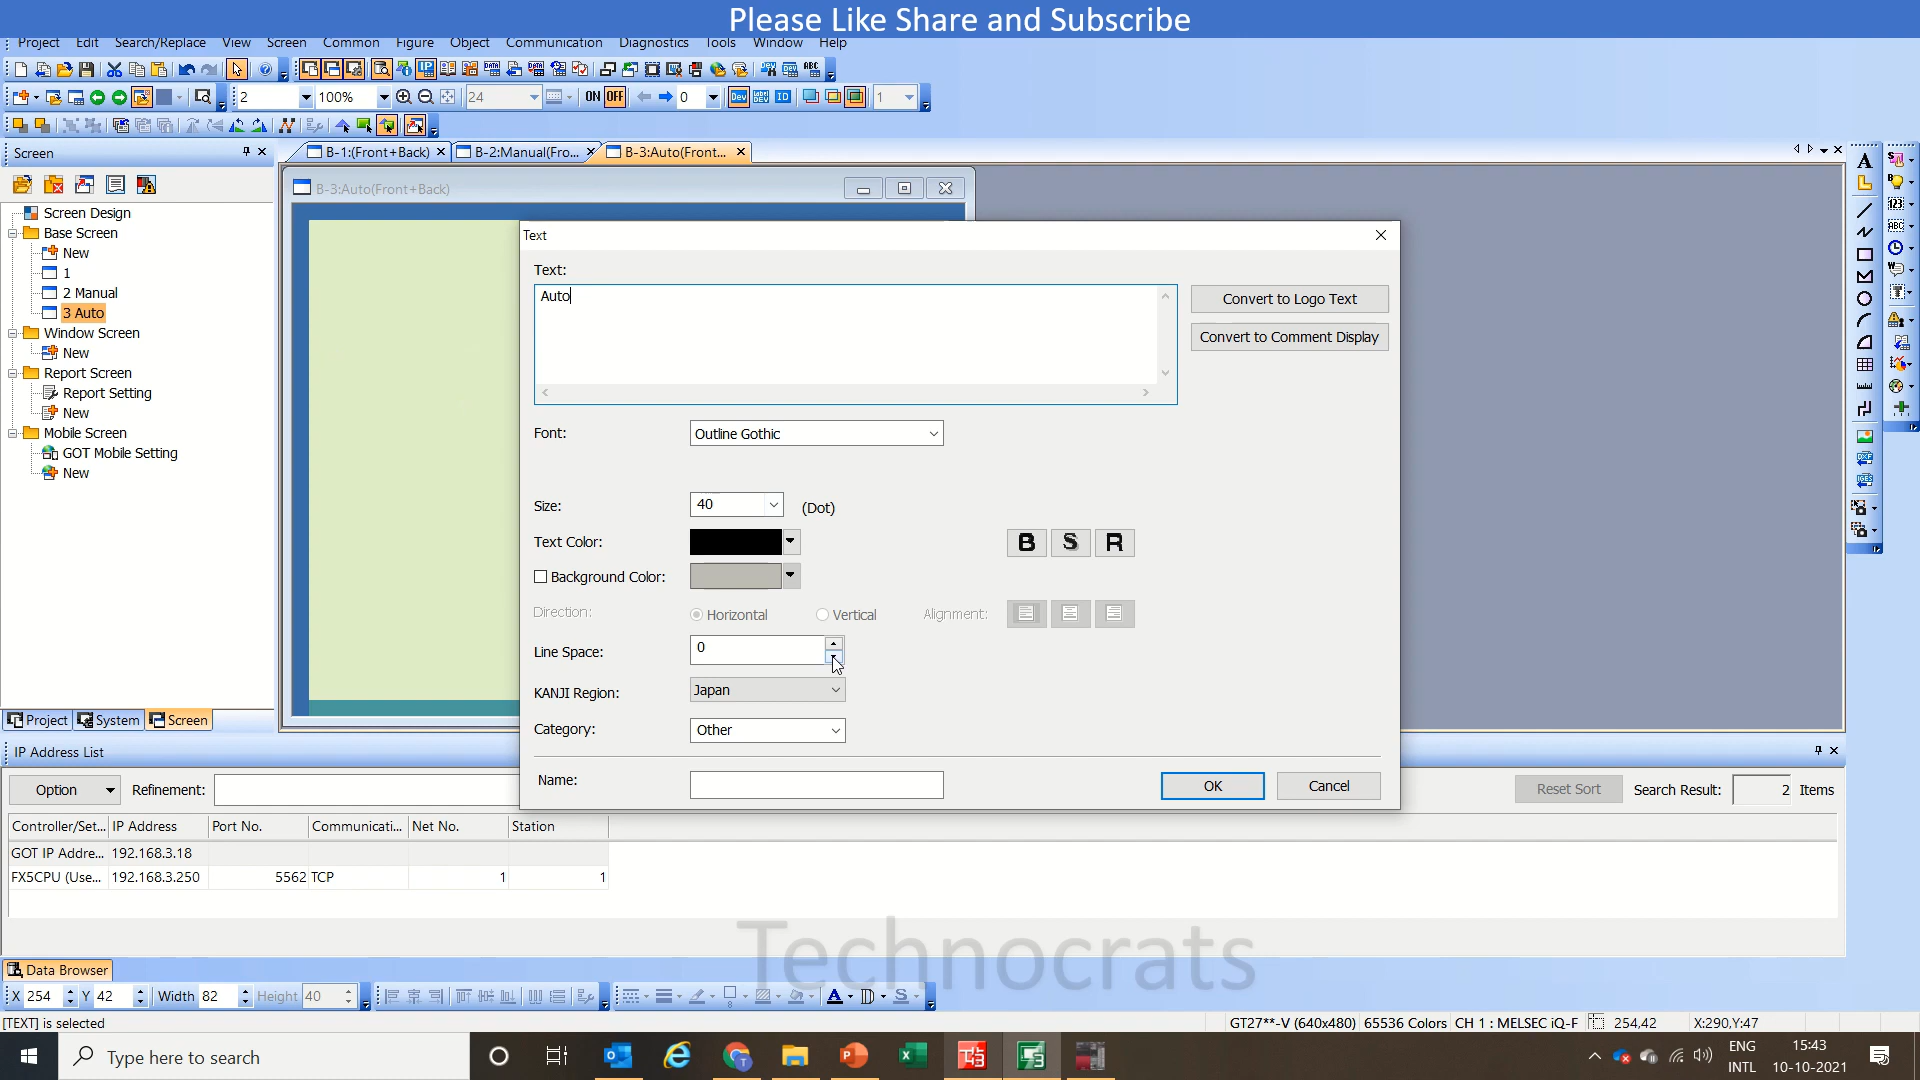 Please Like Share and Subscribe
Project Edit Search/Replace View Screen Common Figure Object Communication Diagnostics Tools Window Help
2 100% 24 ON OFF 0 Dev ID 1
Screen
B-1:(Front+Back) B-2:Manual(Fro... B-3:Auto(Front...
B-3:Auto(Front+Back)
Screen Design
Base Screen
New
1
2 Manual
3 Auto
Window Screen
New
Report Screen
Report Setting
New
Mobile Screen
GOT Mobile Setting
New
Project System Screen
Text
Text:
Auto
Convert to Logo Text
Convert to Comment Display
Font: Outline Gothic
Size: 40 (Dot)
Text Color: B S R
Background Color:
Direction: Horizontal Vertical Alignment:
Line Space: 0
KANJI Region: Japan
Category: Other
Name:
OK Cancel
IP Address List
Option Refinement: Reset Sort Search Result: 2 Items
Controller/Set... IP Address Port No. Communicati... Net No. Station
GOT IP Addre... 192.168.3.18
FX5CPU (Use... 192.168.3.250 5562 TCP 1 1
Technocrats
Data Browser
X 254 Y 42 Width 82 Height 40
[TEXT] is selected
GT27**-V (640x480) 65536 Colors CH 1 : MELSEC iQ-F 254,42 X:290,Y:47
Type here to search
ENG
INTL
15:43
10-10-2021